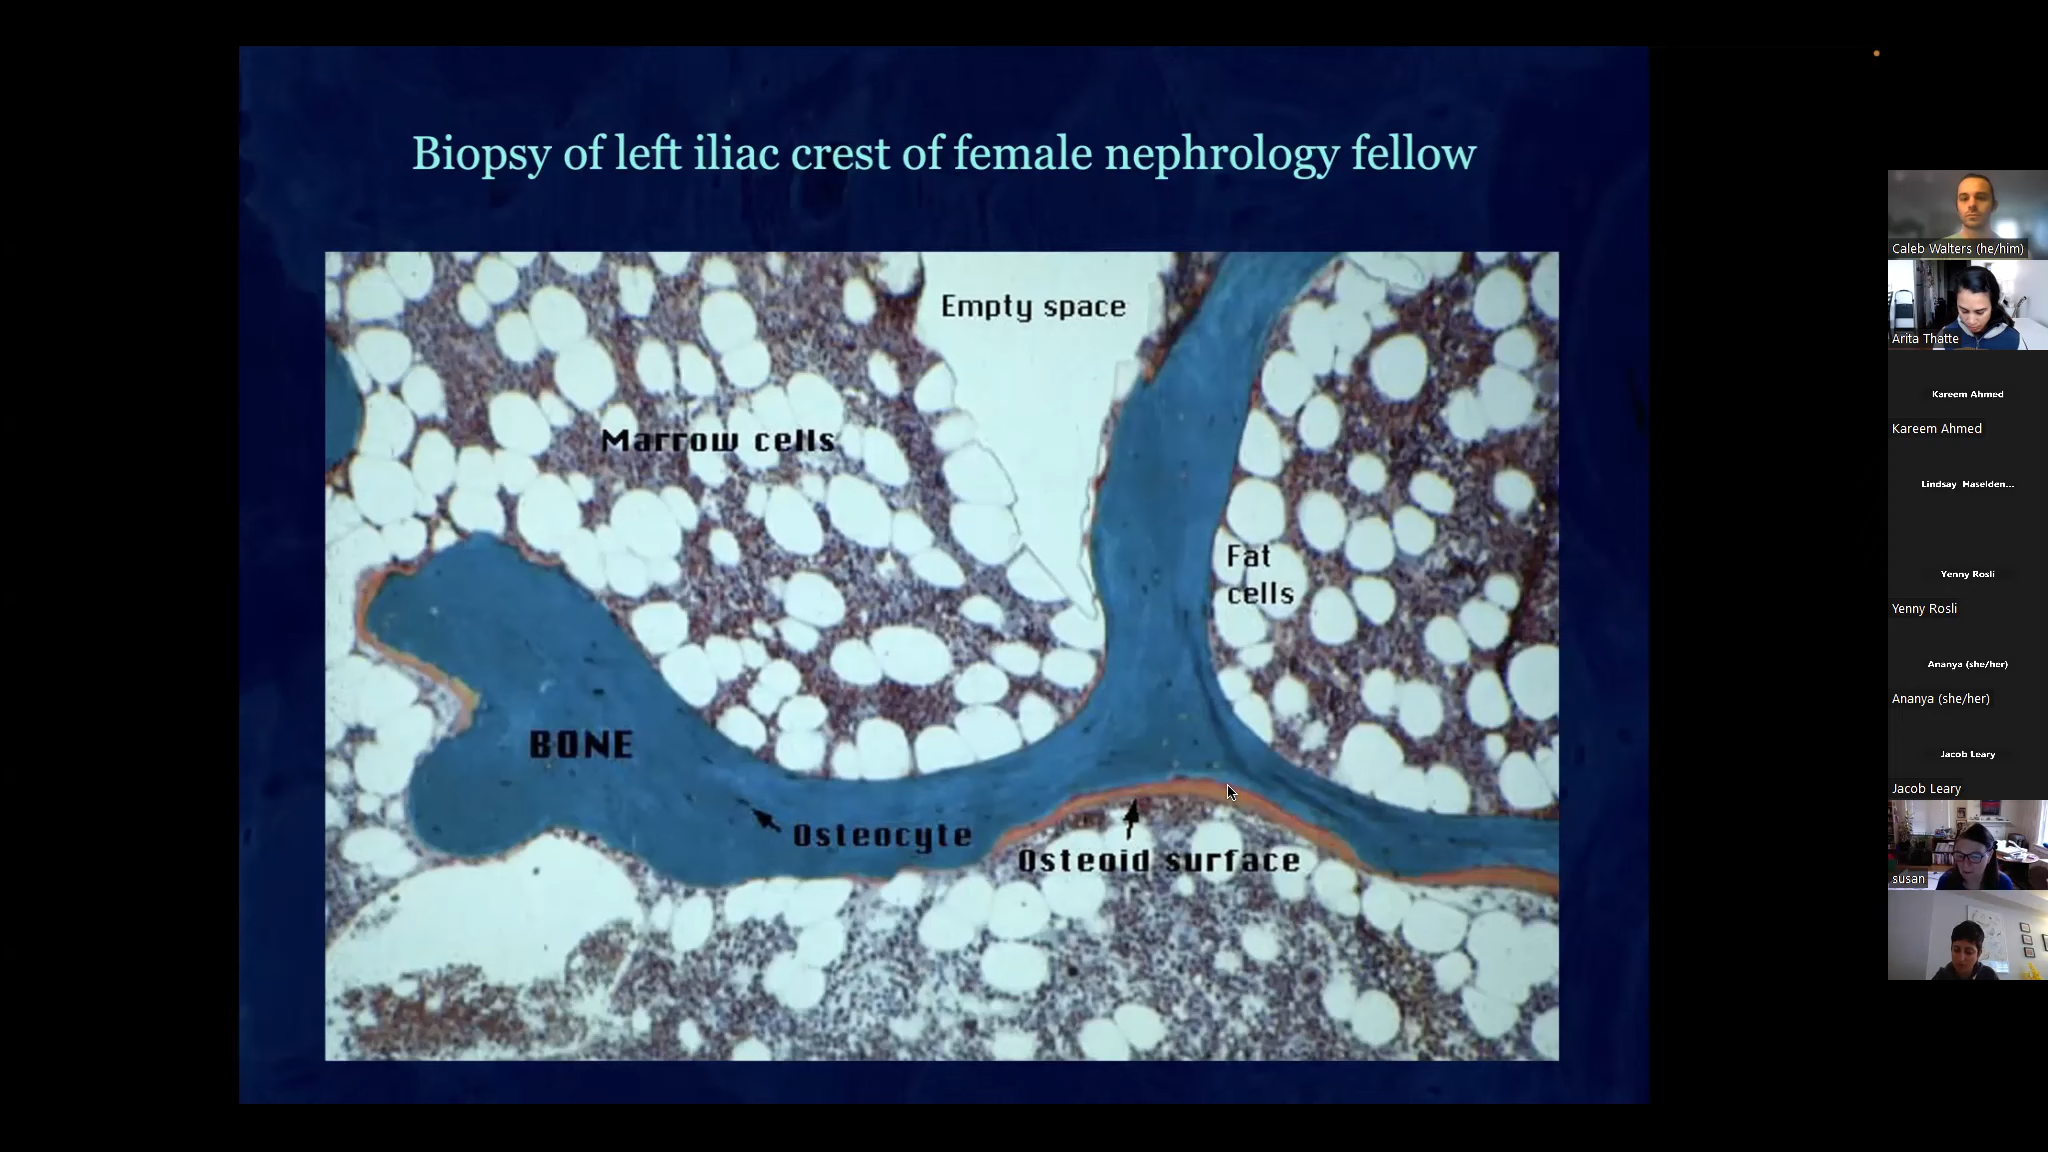 Biopsy of left iliac crest of female nephrology fellow
Empty space
Marrow cells
Fat
cells
BONE
Osteocyte
Osteoid surface
Caleb Walters (he/him)
Arita Thatte
Kareem Ahmed
Kareem Ahmed
Lindsay Haselden...
Yenny Rosli
Yenny Rosli
Ananya (she/her)
Ananya (she/her)
Jacob Leary
Jacob Leary
susan